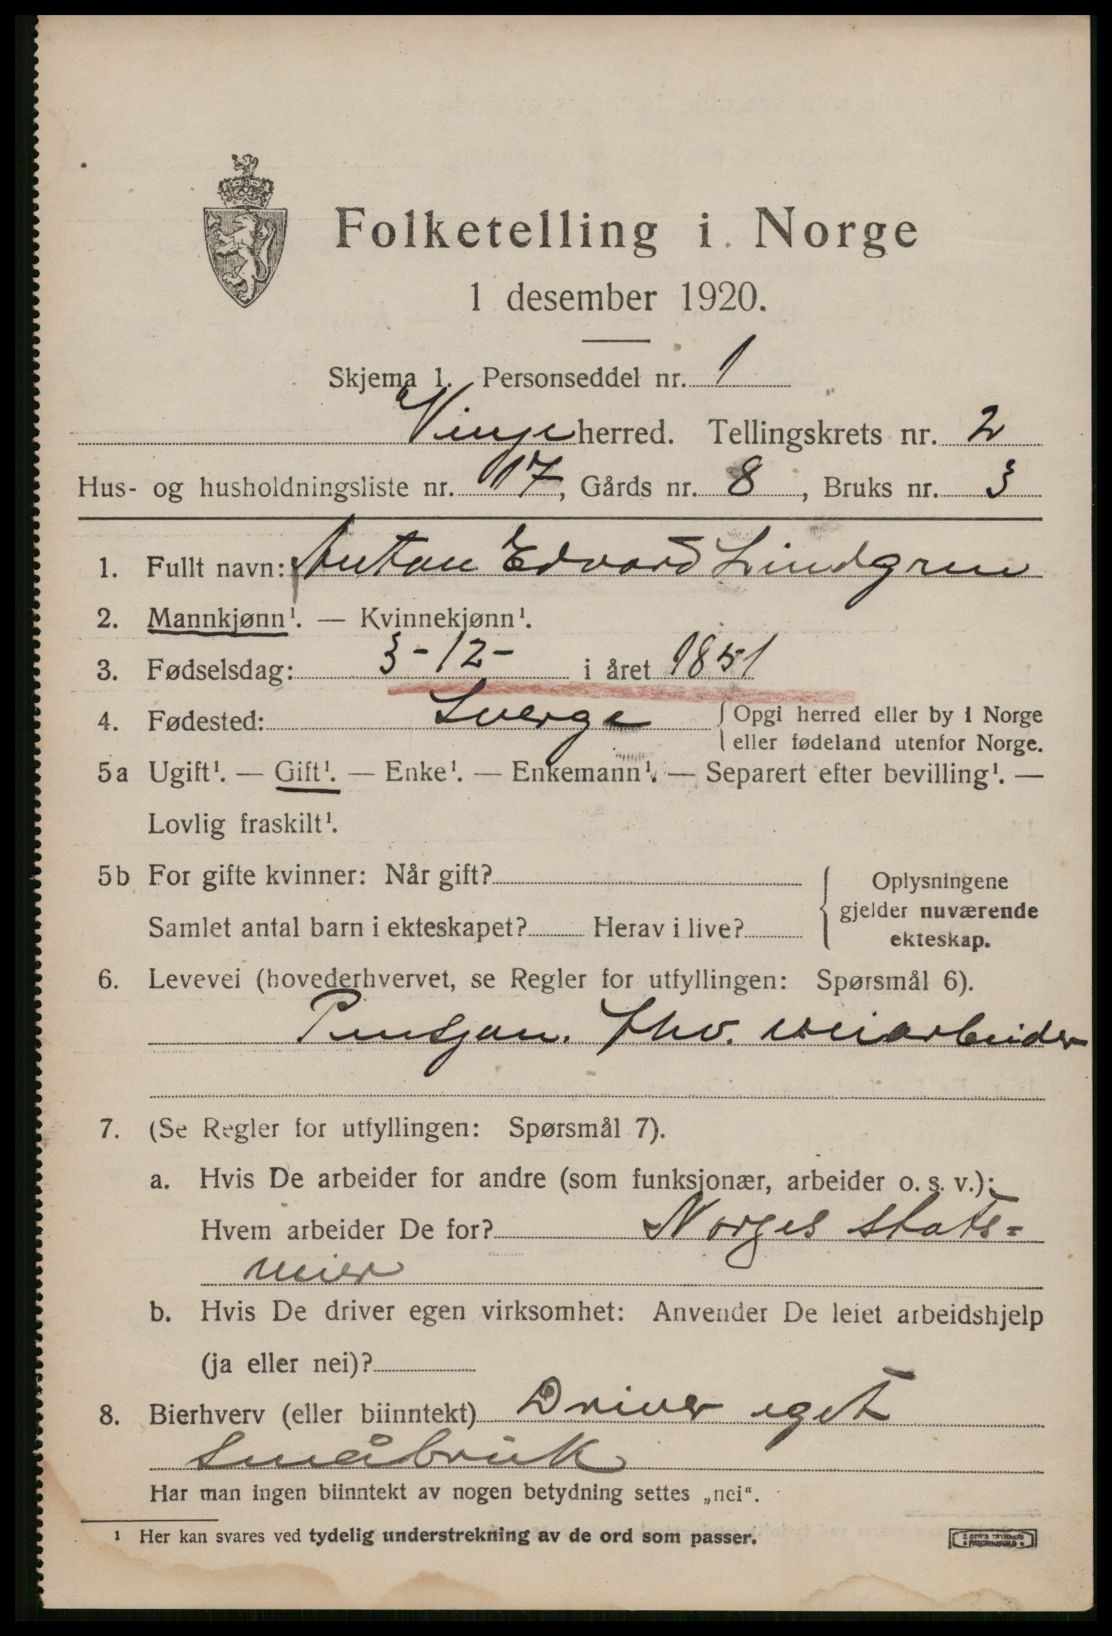 Folketelling i Norge
1 desember 1920.
Skjema 1. Personseddel nr. 1
Vinje herred. Tellingskrets nr. 2
Hus- og husholdningsliste nr. 17, Gårds nr. 8, Bruks nr. 3
1. Fullt navn: Anton Edvard Lindgren
2. Mannkjønn¹. — Kvinnekjønn¹.
3. Fødselsdag: 3-12- i året 1851
4. Fødested: Sverge { Opgi herred eller by i Norge
eller fødeland utenfor Norge.
5a Ugift¹. — Gift¹. — Enke¹. — Enkemann¹. — Separert efter bevilling¹. —
Lovlig fraskilt¹.
5b For gifte kvinner: Når gift?
Samlet antal barn i ekteskapet? Herav i live?
Oplysningene
gjelder nuværende
ekteskap.
6. Levevei (hovederhvervet, se Regler for utfyllingen: Spørsmål 6).
Pensjon. fhv. veiarbeider
7. (Se Regler for utfyllingen: Spørsmål 7).
a. Hvis De arbeider for andre (som funksjonær, arbeider o. s. v.):
Hvem arbeider De for? Norges stats=
veier
b. Hvis De driver egen virksomhet: Anvender De leiet arbeidshjelp
(ja eller nei)?
8. Bierhverv (eller biinntekt) Driver eget
småbruk
Har man ingen biinntekt av nogen betydning settes „nei“.
¹ Her kan svares ved tydelig understrekning av de ord som passer.